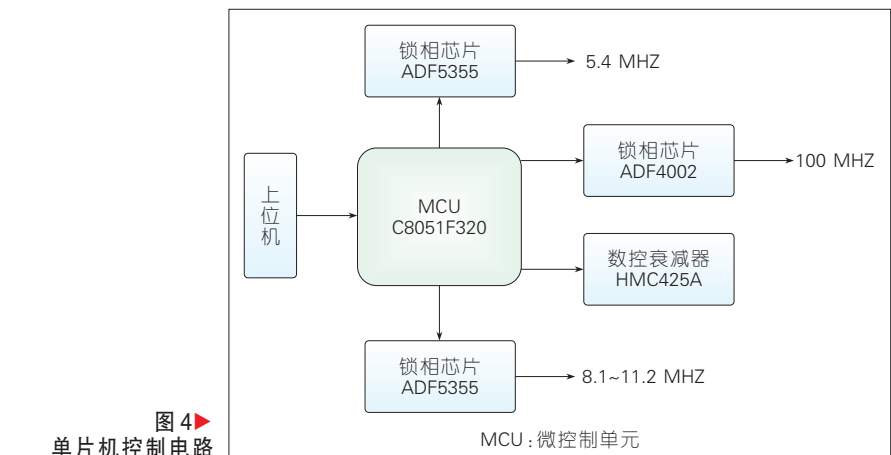 锁相芯片
ADF5355
5.4 MHZ
锁相芯片
ADF4002
100 MHZ
上位机
MCU
C8051F320
数控衰减器
HMC425A
锁相芯片
ADF5355
8.1~11.2 MHZ
MCU：微控制单元
图 4▶
单片机控制电路